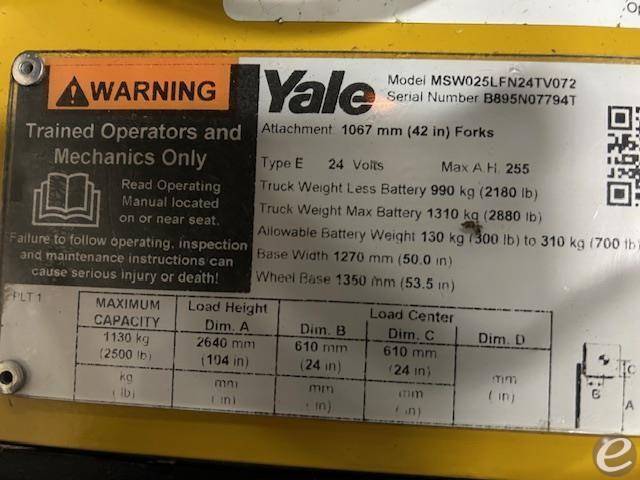 Op
⚠WARNING
Trained Operators and
Mechanics Only
Read Operating
Manual located
on or near seat.
Failure to follow operating, inspection
and maintenance instructions can
cause serious injury or death!
Yale
Model MSW025LFN24TV072
Serial Number B895N07794T
Attachment 1067 mm (42 in) Forks
Type E 24 Volts Max A.H. 255
Truck Weight Less Battery 990 kg (2180 lb)
Truck Weight Max Battery 1310 kg (2880 lb)
Allowable Battery Weight 130 kg (300 lb) to 310 kg (700 lb
Base Width 1270 mm (50.0 in)
Wheel Base 1350 mm (53.5 in)
PLT 1
MAXIMUM CAPACITY Load Height Dim. A Load Center Dim. B Dim. C Dim. D
1130 kg 2640 mm 610 mm 610 mm mm
(2500 lb) (104 in) (24 in) (24 in) ( in)
kg mm mm mm mm
( lb) ( in) ( in) ( in) ( in)
C
B
A
e